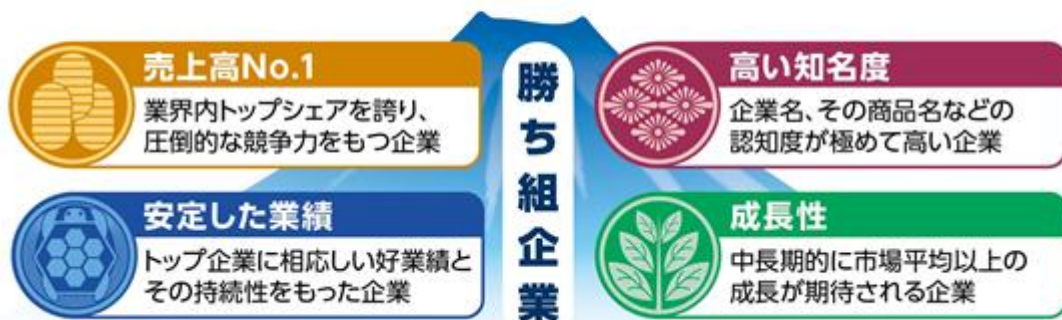 売上高No.1
業界内トップシェアを誇り、
圧倒的な競争力をもつ企業
高い知名度
企業名、その商品名などの
認知度が極めて高い企業
勝ち組企業
安定した業績
トップ企業に相応しい好業績と
その持続性をもった企業
成長性
中長期的に市場平均以上の
成長が期待される企業